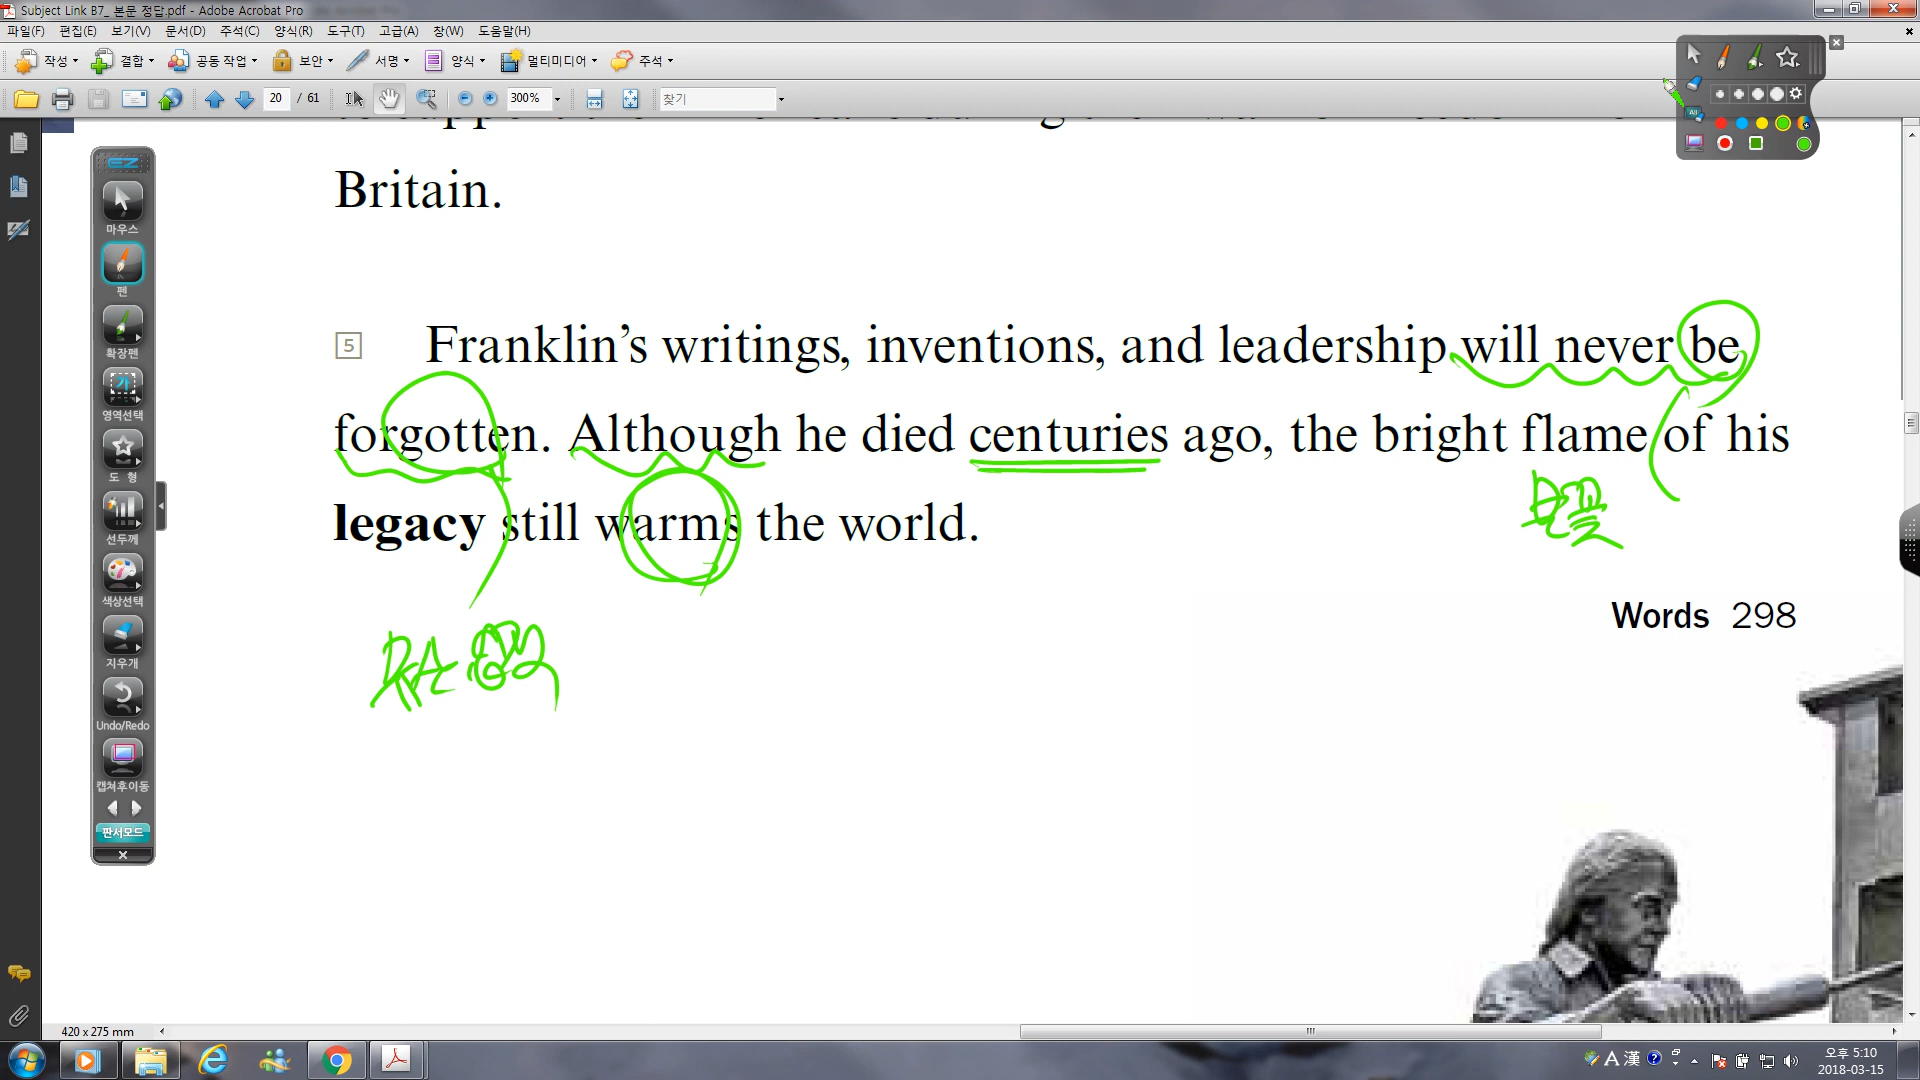 Subject Link B7_ 본문 정답.pdf - Adobe Acrobat Pro
파일(F) 편집(E) 보기(V) 문서(D) 주석(C) 양식(R) 도구(T) 고급(A) 창(W) 도움말(H)
작성 결합 공동 작업 보안 서명 양식 멀티미디어 주석
20 / 61 300% 찾기
Britain.
5 Franklin’s writings, inventions, and leadership will never be
forgotten. Although he died centuries ago, the bright flame of his
legacy still warms the world.
Words 298
EZ
마우스
펜
확장펜
가
영역선택
도 형
선두께
색상선택
지우개
Undo/Redo
캡쳐후이동
판서모드
All
420 x 275 mm
A 漢
오후 5:10
2018-03-15